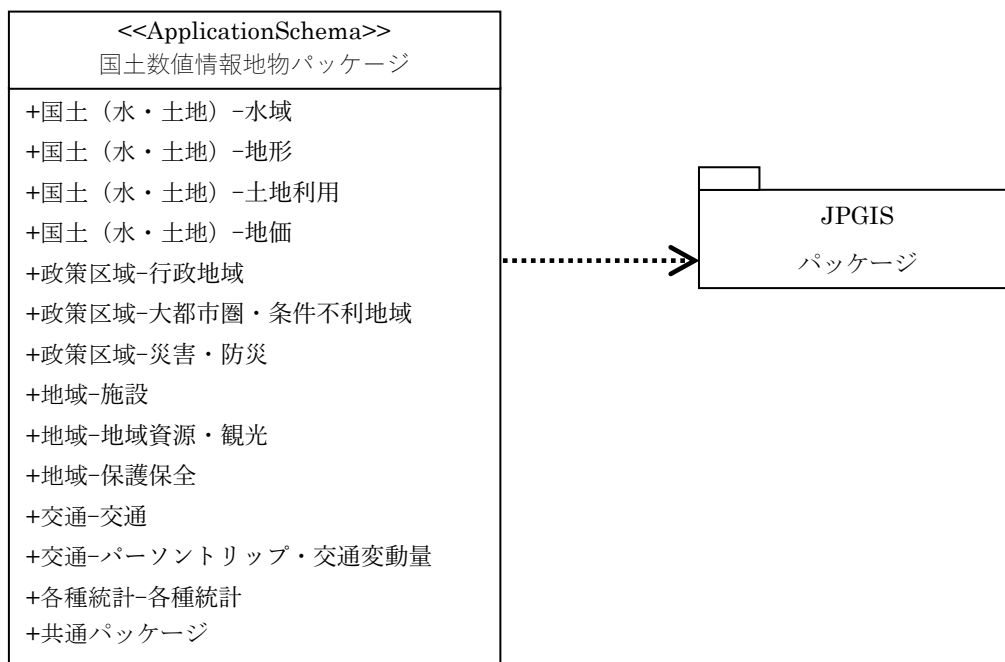 <<ApplicationSchema>>
国土数値情報地物パッケージ
+国土（水・土地）-水域
+国土（水・土地）-地形
+国土（水・土地）-土地利用
+国土（水・土地）-地価
+政策区域-行政地域
+政策区域-大都市圏・条件不利地域
+政策区域-災害・防災
+地域-施設
+地域-地域資源・観光
+地域-保護保全
+交通-交通
+交通-パーソントリップ・交通変動量
+各種統計-各種統計
+共通パッケージ
JPGIS
パッケージ